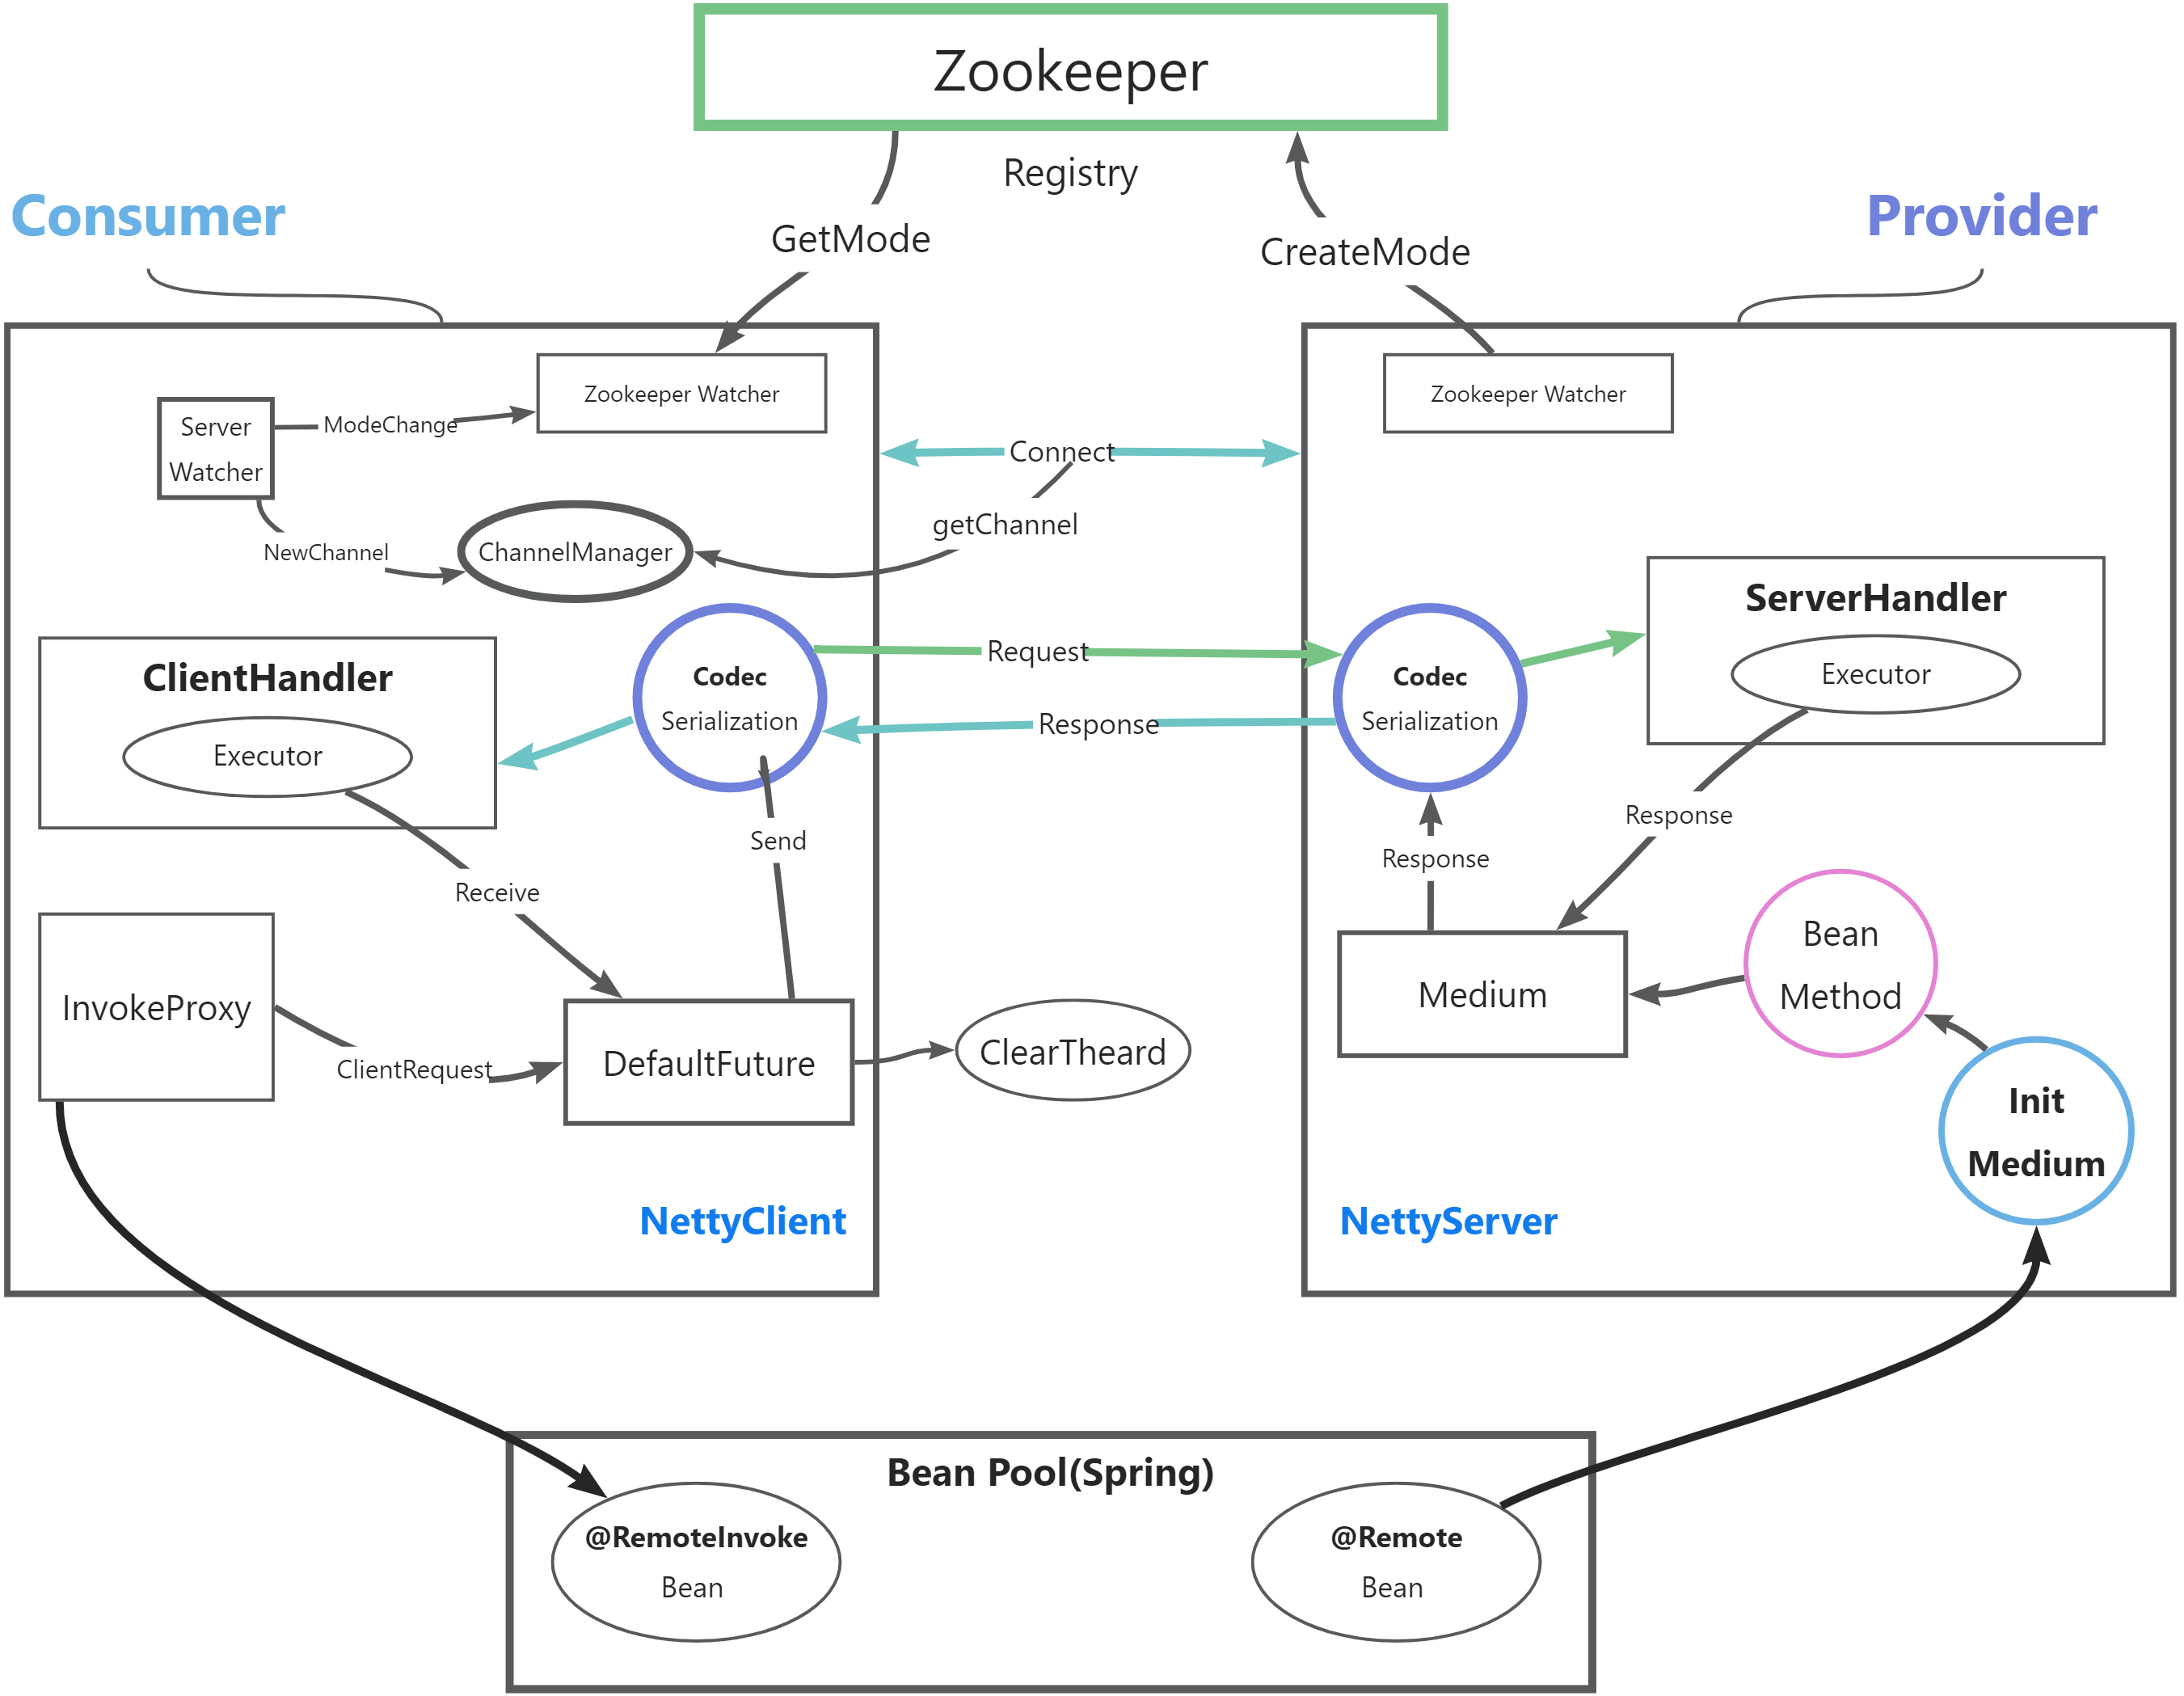 Zookeeper
Registry
Consumer
Provider
GetMode
CreateMode
Zookeeper Watcher
Zookeeper Watcher
Server
Watcher
ModeChange
Connect
getChannel
NewChannel
ChannelManager
ServerHandler
Executor
Request
Codec
Serialization
Codec
Serialization
ClientHandler
Executor
Response
Send
Response
Response
Receive
Bean
Method
Medium
InvokeProxy
ClientRequest
DefaultFuture
ClearTheard
Init
Medium
NettyClient
NettyServer
Bean Pool(Spring)
@RemoteInvoke
Bean
@Remote
Bean